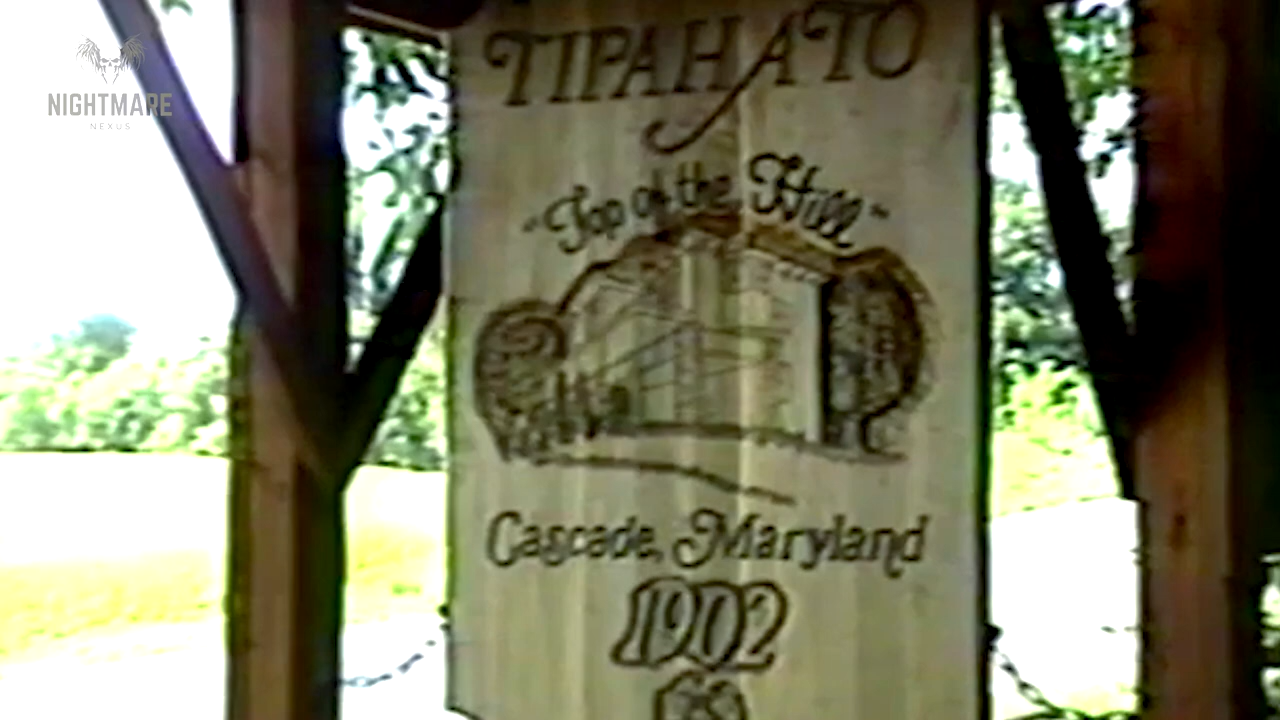 NIGHTMARE
NEXUS
TIPAHATO
"Top of the Hill"
Cascade, Maryland
1902